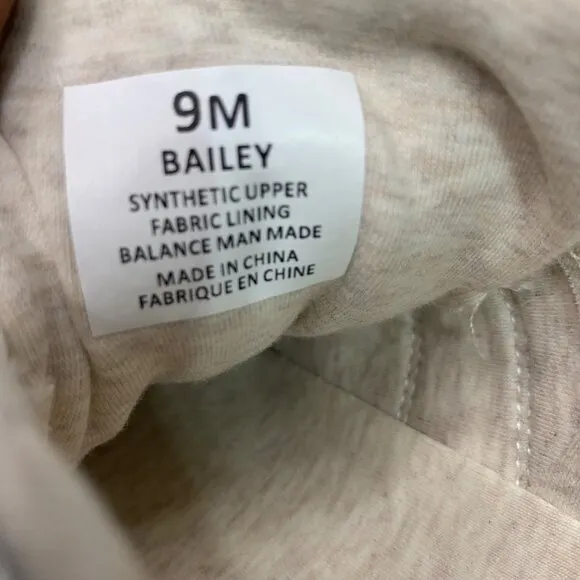 9M
BAILEY
SYNTHETIC UPPER
FABRIC LINING
BALANCE MAN MADE
MADE IN CHINA
FABRIQUE EN CHINE